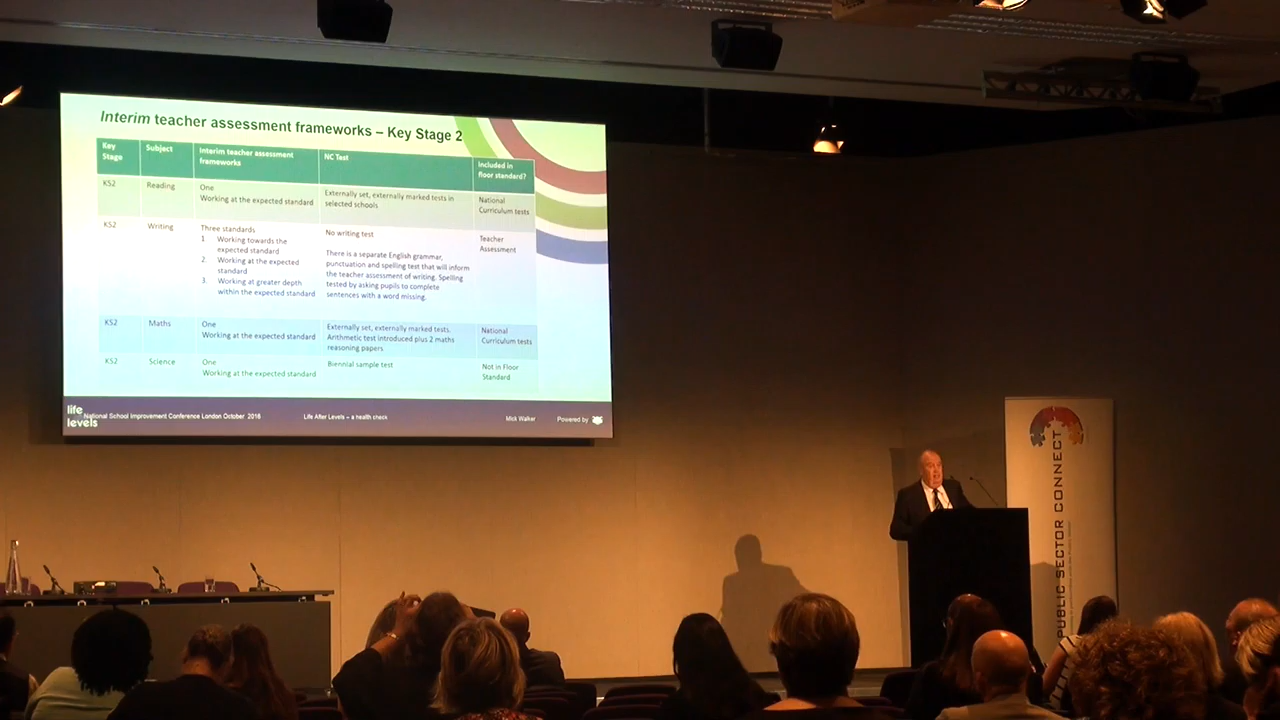 Interim teacher assessment frameworks – Key Stage 2
Key Stage
Subject
Interim teacher assessment frameworks
NC Test
Included in floor standard?
KS2
Reading
One
Working at the expected standard
Externally set, externally marked tests in
selected schools
National
Curriculum tests
KS2
Writing
Three standards
1. Working towards the
expected standard
2. Working at the expected
standard
3. Working at greater depth
within the expected standard
No writing test
There is a separate English grammar,
punctuation and spelling test that will inform
the teacher assessment of writing. Spelling
tested by asking pupils to complete
sentences with a word missing.
Teacher
Assessment
KS2
Maths
One
Working at the expected standard
Externally set, externally marked tests.
Arithmetic test introduced plus 2 maths
reasoning papers
National
Curriculum tests
KS2
Science
One
Working at the expected standard
Biennial sample test
Not in Floor
Standard
life
levels
National School Improvement Conference London October 2016
Life After Levels – a health check
Mick Walker
Powered by
PUBLIC SECTOR CONNECT